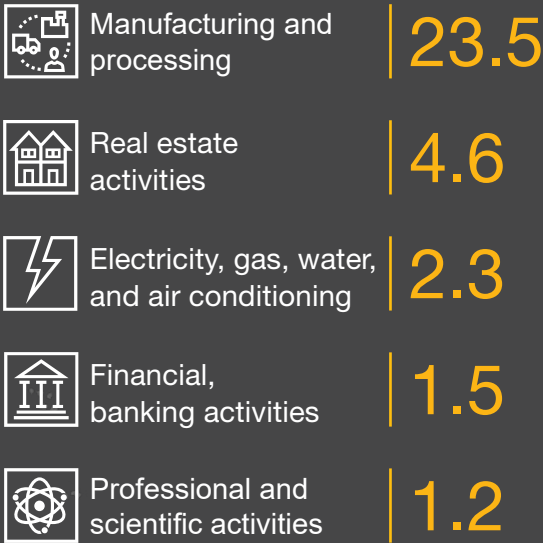 Manufacturing and
processing
23.5
Real estate
activities
4.6
Electricity, gas, water,
and air conditioning
2.3
Financial,
banking activities
1.5
Professional and
scientific activities
1.2